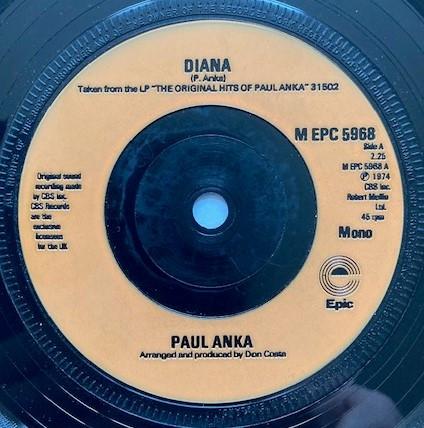 DIANA
(P. Anka)
Taken from the LP "THE ORIGINAL HITS OF PAUL ANKA" 31502
M EPC 5968
Side A
2.25
M EPC 5968 A
℗ 1974
CBS Inc.
Robert Mellin
Ltd.
45 rpm
Mono
Original sound
recording made
by CBS Inc.
CBS Records
are the
exclusive
licensees
for the UK
Epic
PAUL ANKA
Arranged and produced by Don Costa